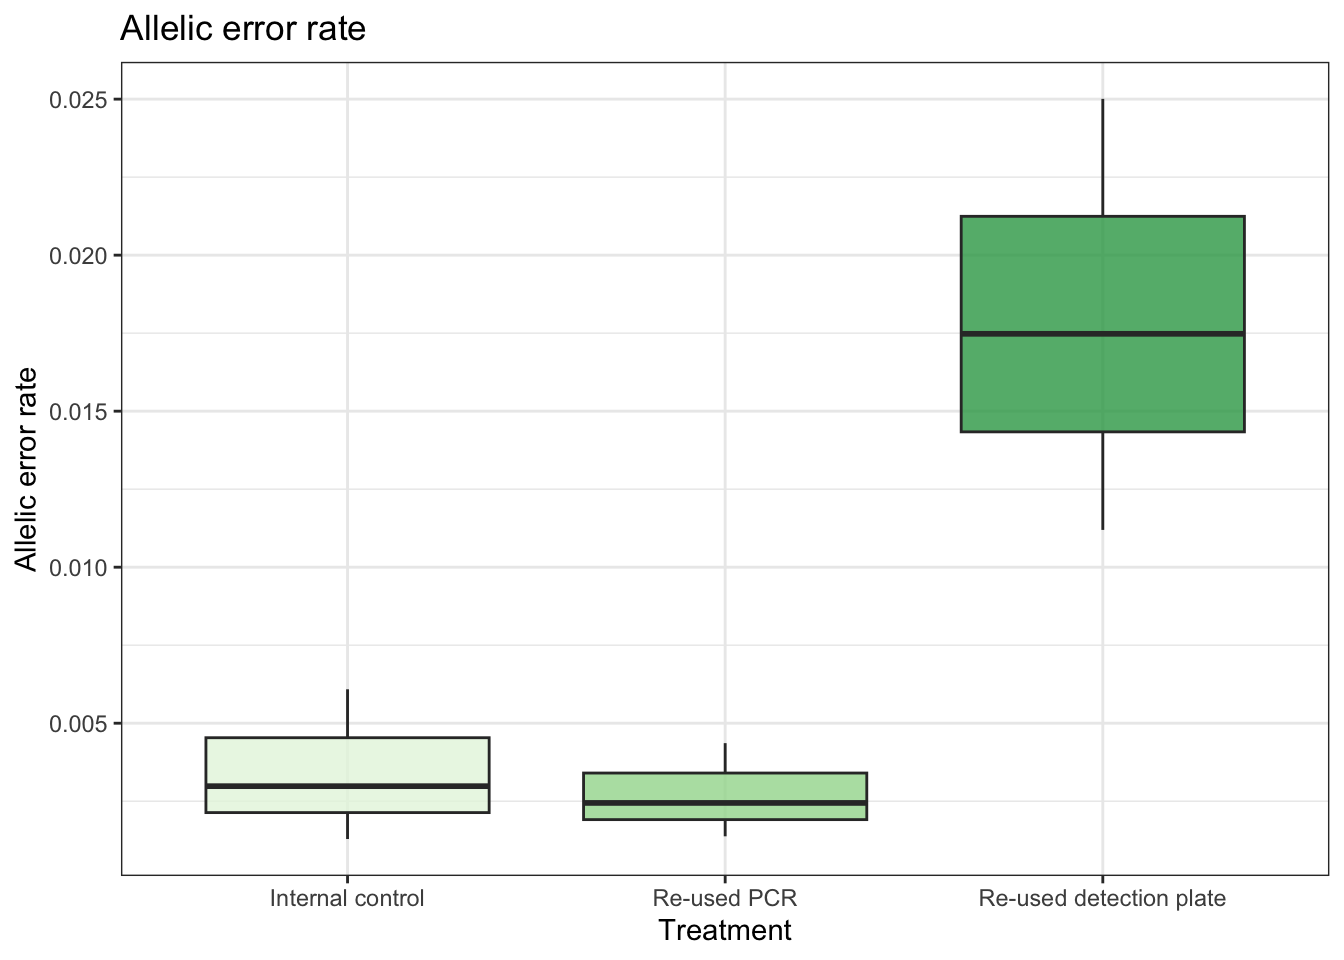 Allelic error rate
Allelic error rate
0.025
0.020
0.015
0.010
0.005
Internal control
Re-used PCR
Re-used detection plate
Treatment